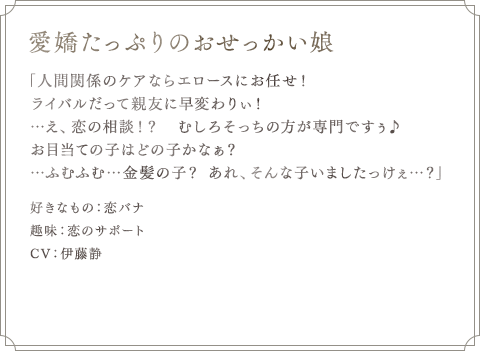 愛嬌たっぷりのおせっかい娘
「人間関係のケアならエロースにお任せ！
ライバルだって親友に早変わりぃ！
…え、恋の相談！？　むしろそっちの方が専門ですぅ♪
お目当ての子はどの子かなぁ？
…ふむふむ…金髪の子？ あれ、そんな子いましたっけぇ…？」
好きなもの：恋バナ
趣味：恋のサポート
CV：伊藤静